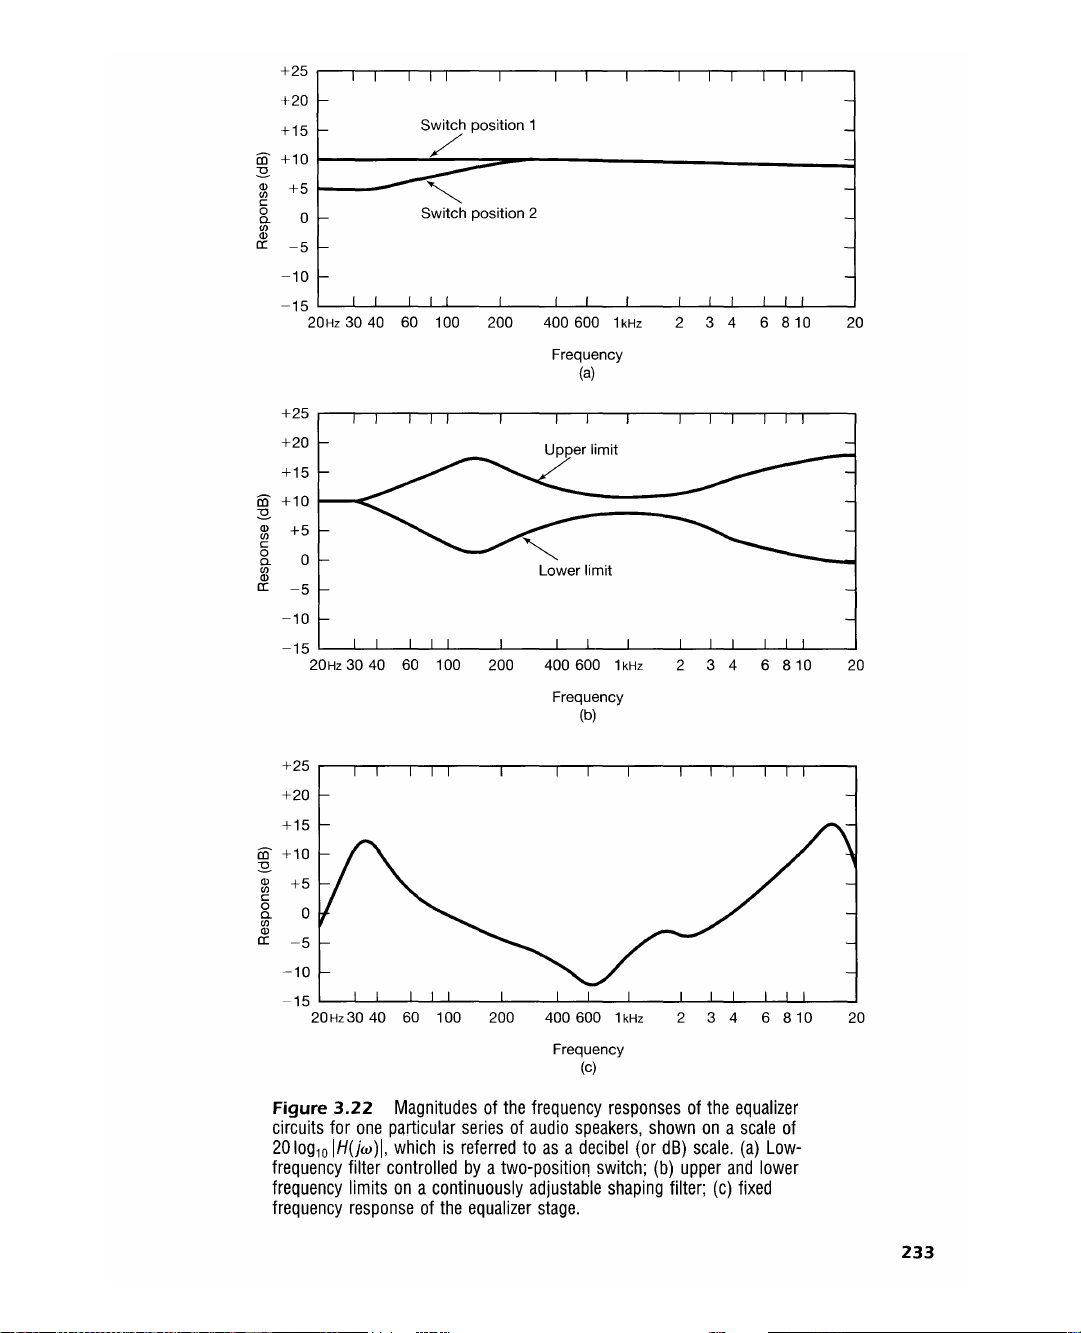 +25
+20
+15
+10
+5
0
−5
−10
−15
Response (dB)
Switch position 1
Switch position 2
20Hz 30 40 60 100 200 400 600 1kHz 2 3 4 6 8 10 20
Frequency
(a)
+25
+20
+15
+10
+5
0
−5
−10
−15
Response (dB)
Upper limit
Lower limit
20Hz 30 40 60 100 200 400 600 1kHz 2 3 4 6 8 10 20
Frequency
(b)
+25
+20
+15
+10
+5
0
−5
−10
−15
Response (dB)
20Hz 30 40 60 100 200 400 600 1kHz 2 3 4 6 8 10 20
Frequency
(c)
Figure 3.22 Magnitudes of the frequency responses of the equalizer
circuits for one particular series of audio speakers, shown on a scale of
20 log₁₀ |H(jω)|, which is referred to as a decibel (or dB) scale. (a) Low-
frequency filter controlled by a two-position switch; (b) upper and lower
frequency limits on a continuously adjustable shaping filter; (c) fixed
frequency response of the equalizer stage.
233